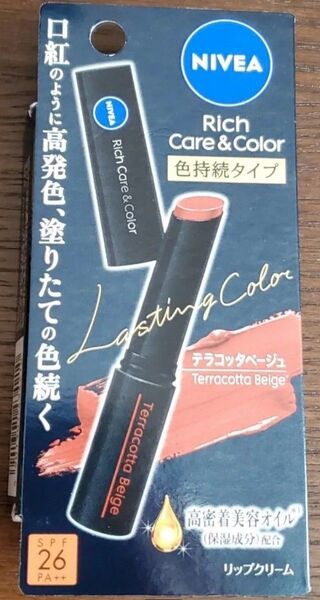 口紅のように高発色、塗りたての色続く
NIVEA
Rich
Care & Color
色持続タイプ
NIVEA
Rich Care & Color
Lasting Color
テラコッタベージュ
Terracotta Beige
Terracotta Beige
高密着美容オイル
(保湿成分)配合
SPF
26
PA++
リップクリーム